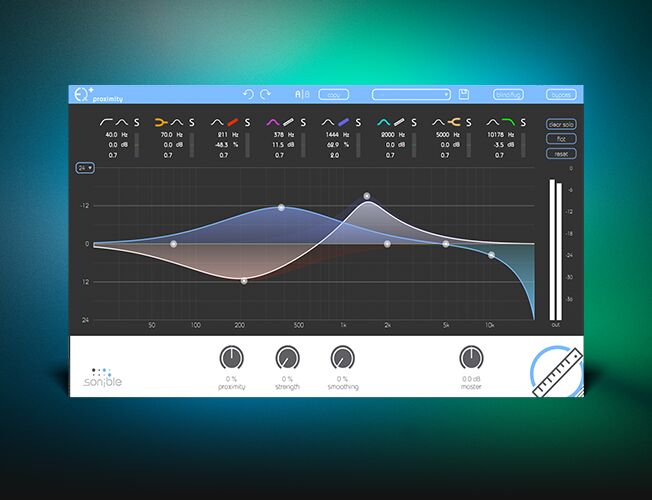 proximity
A|B
copy
blind flug
bypass
S S S S S S S S
40.0 Hz 70.0 Hz 211 Hz 378 Hz 1444 Hz 2000 Hz 5000 Hz 10178 Hz
0.0 dB 0.0 dB -48.3 % 11.5 dB 62.9 % 0.0 dB 0.0 dB -3.5 dB
0.7 0.7 0.7 0.7 2.0 0.7 0.7 0.7
clear solo
flat
reset
24
0
-12 -6
-12
0 -18
-24
12 -30
-36
24
50 100 200 500 1k 2k 5k 10k
out
0 % 0 % 0 % 0.0 dB
proximity strength smoothing master
sonible